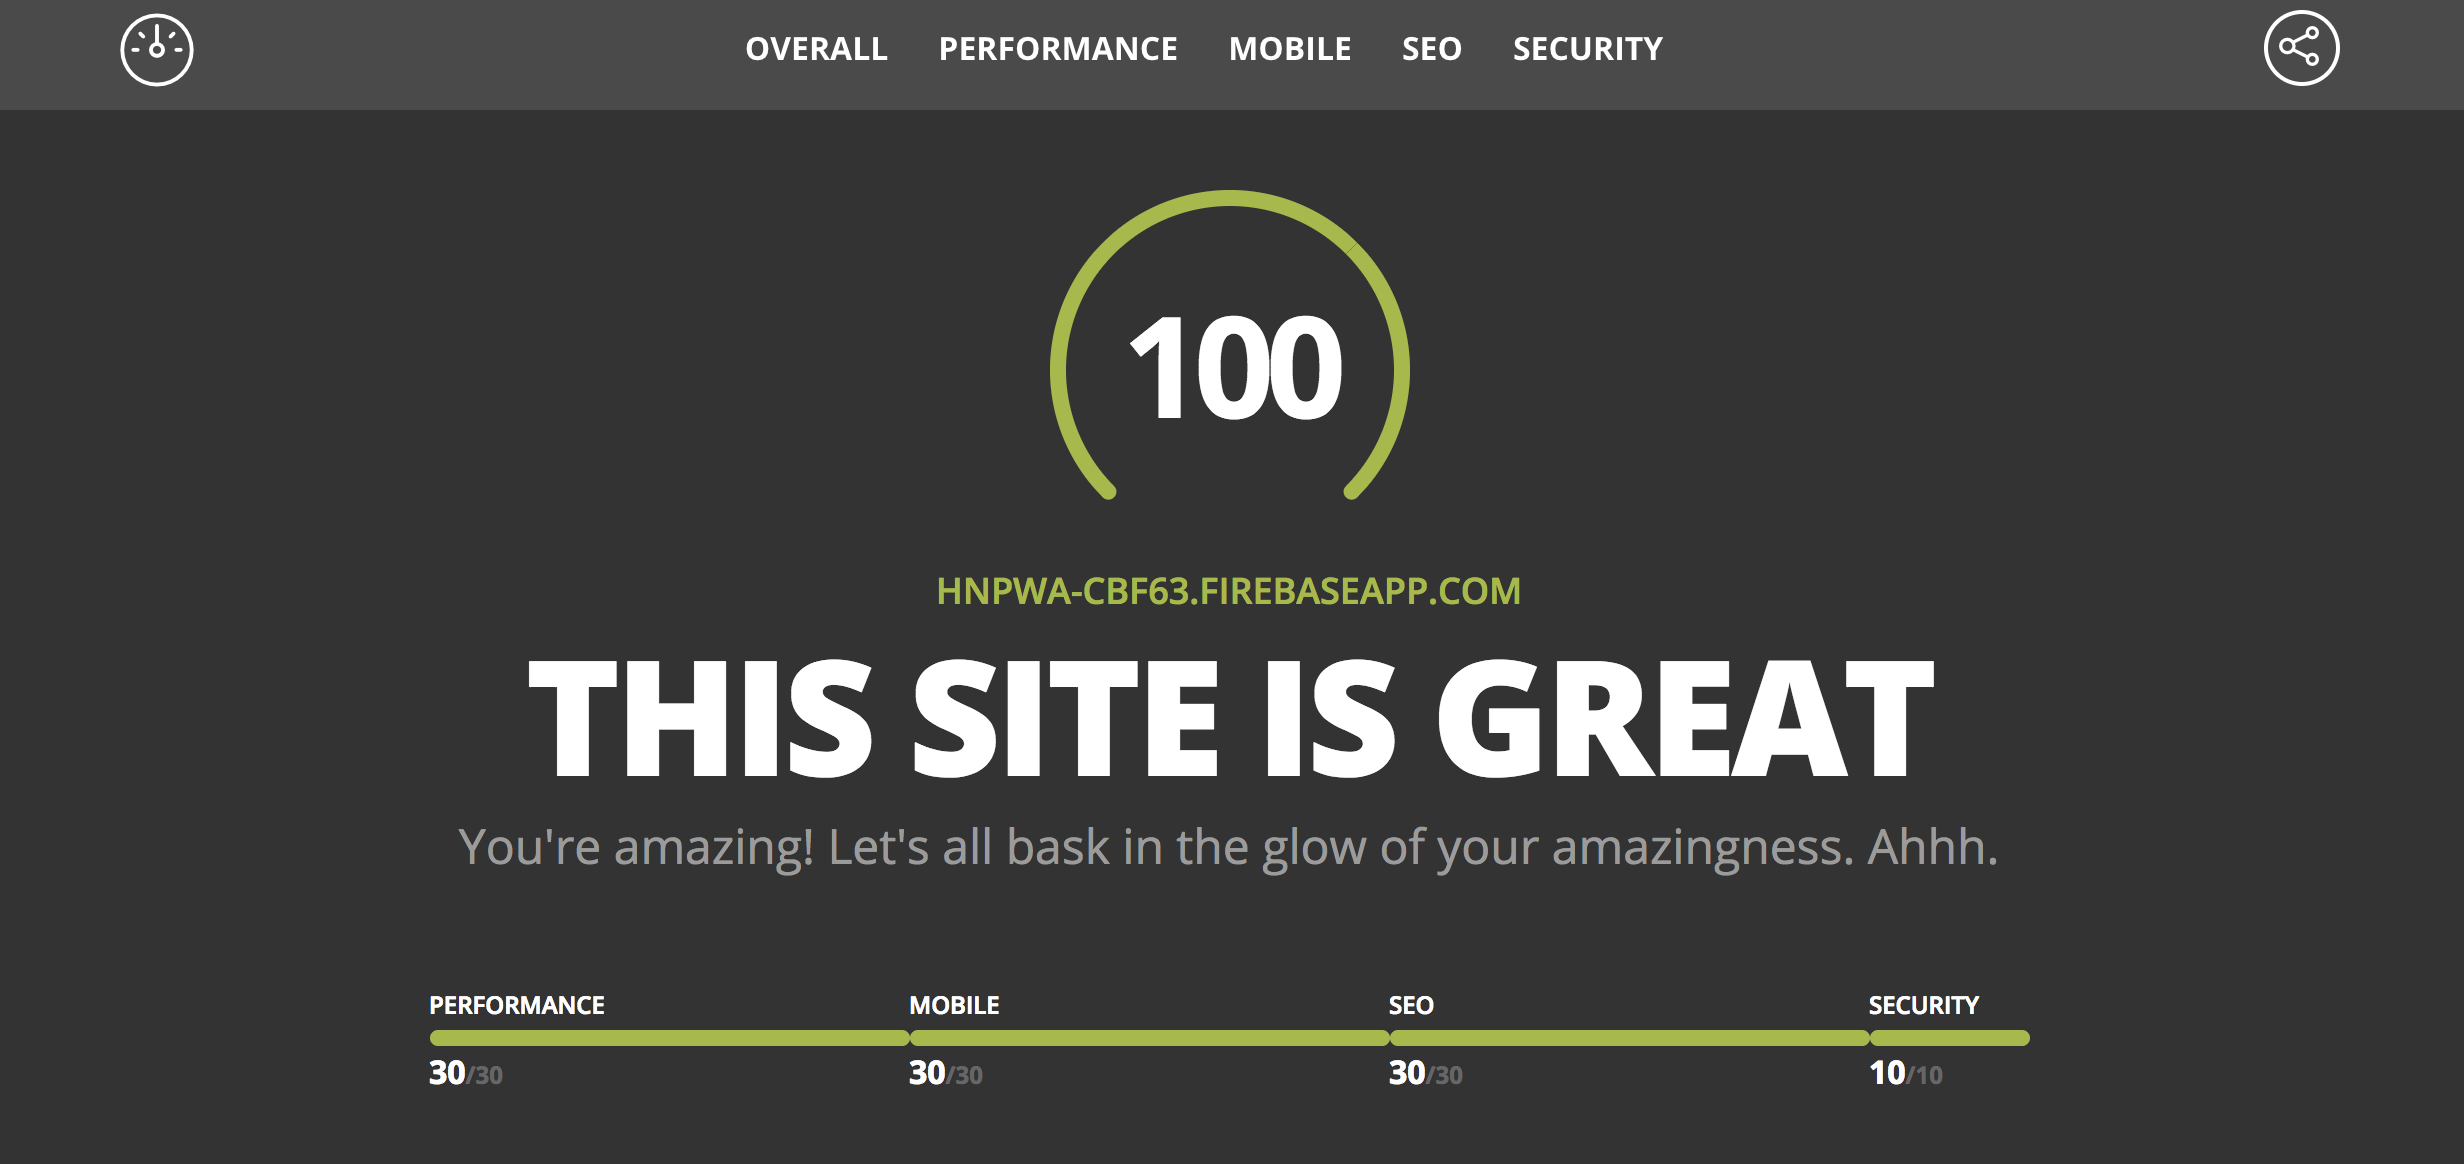 OVERALL PERFORMANCE MOBILE SEO SECURITY
100
HNPWA-CBF63.FIREBASEAPP.COM
THIS SITE IS GREAT
You're amazing! Let's all bask in the glow of your amazingness. Ahhh.
PERFORMANCE MOBILE SEO SECURITY
30/30 30/30 30/30 10/10